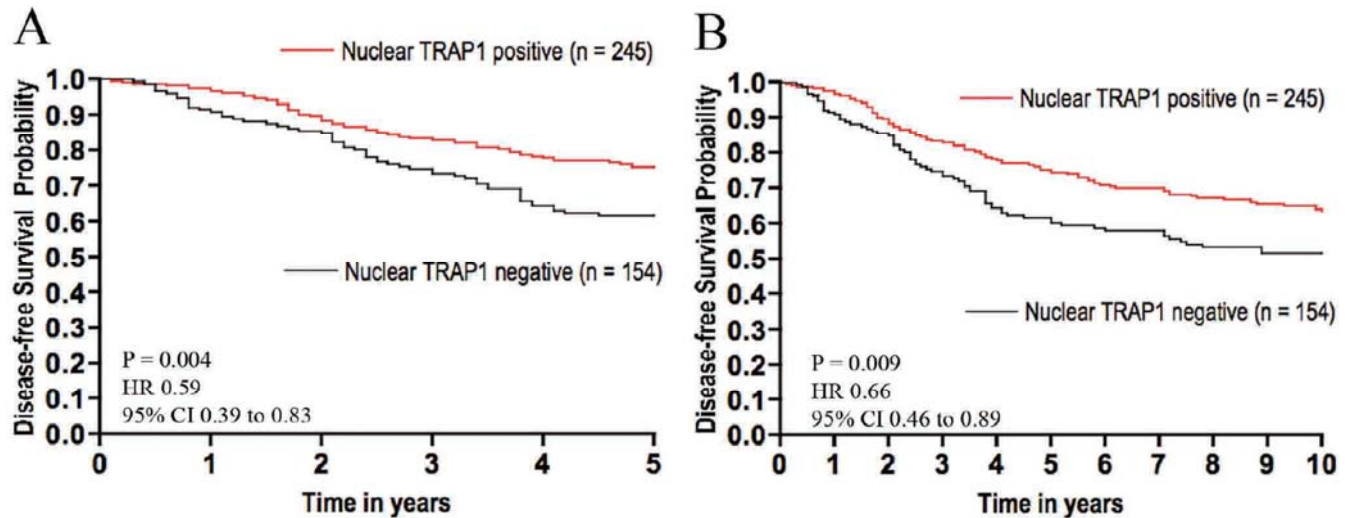 A
Nuclear TRAP1 positive (n = 245)
Disease-free Survival Probability
1.0
0.9
0.8
0.7
0.6
0.5
0.4
0.3
0.2
0.1
0.0
Nuclear TRAP1 negative (n = 154)
P = 0.004
HR 0.59
95% CI 0.39 to 0.83
0 1 2 3 4 5
Time in years
B
Nuclear TRAP1 positive (n = 245)
Disease-free Survival Probability
1.0
0.9
0.8
0.7
0.6
0.5
0.4
0.3
0.2
0.1
0.0
Nuclear TRAP1 negative (n = 154)
P = 0.009
HR 0.66
95% CI 0.46 to 0.89
0 1 2 3 4 5 6 7 8 9 10
Time in years